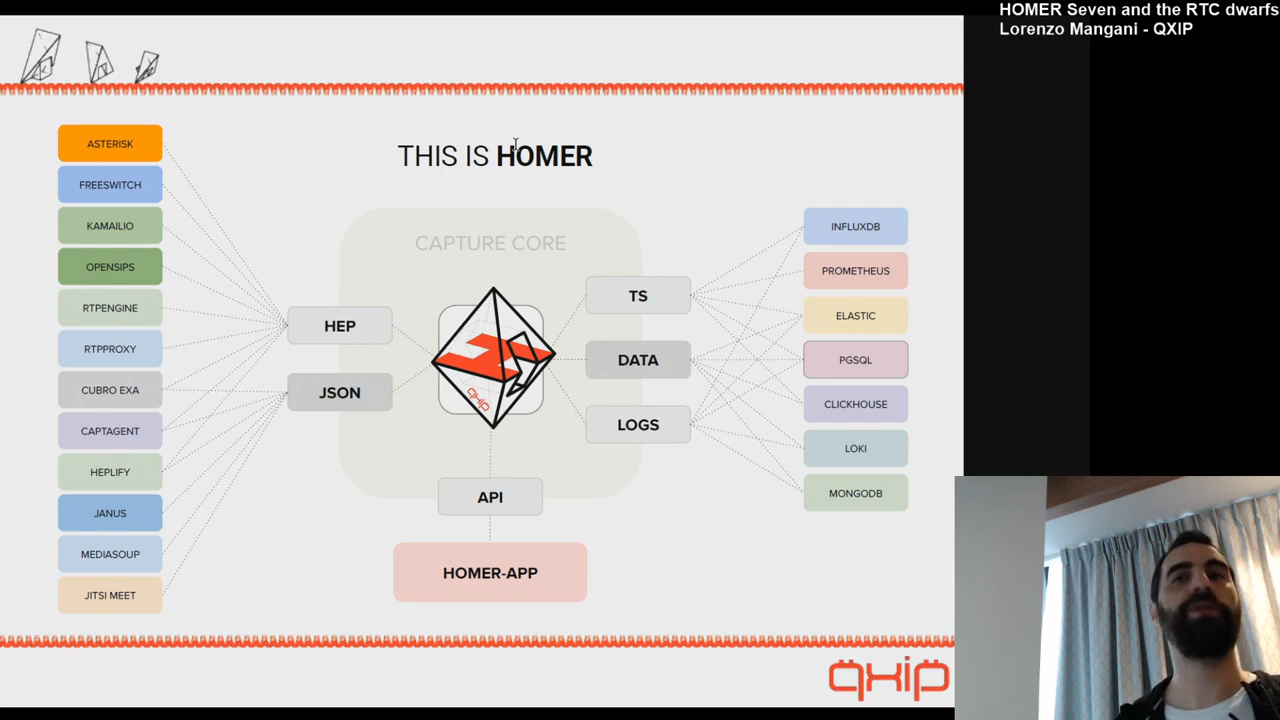 HOMER Seven and the RTC dwarfs
Lorenzo Mangani - QXIP
THIS IS HOMER
ASTERISK
FREESWITCH
KAMAILIO
OPENSIPS
RTPENGINE
RTPPROXY
CUBRO EXA
CAPTAGENT
HEPLIFY
JANUS
MEDIASOUP
JITSI MEET
CAPTURE CORE
HEP
JSON
qxip
TS
DATA
LOGS
API
HOMER-APP
INFLUXDB
PROMETHEUS
ELASTIC
PGSQL
CLICKHOUSE
LOKI
MONGODB
qxip